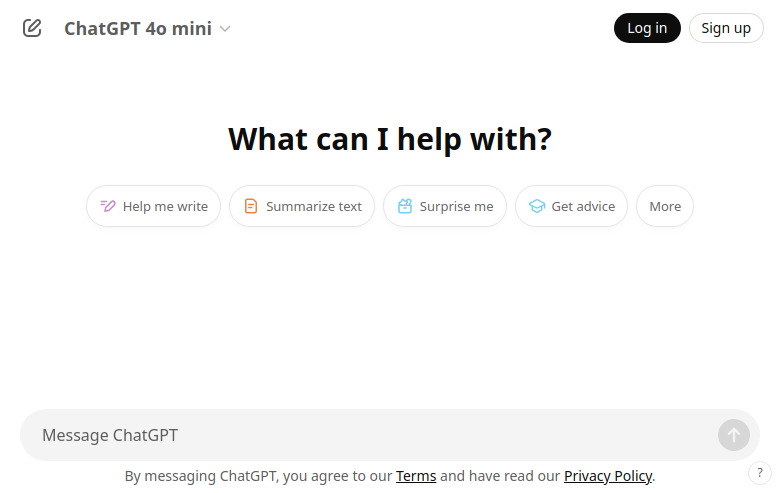 ChatGPT 4o mini
Log in
Sign up
What can I help with?
Help me write
Summarize text
Surprise me
Get advice
More
Message ChatGPT
By messaging ChatGPT, you agree to our Terms and have read our Privacy Policy.
?